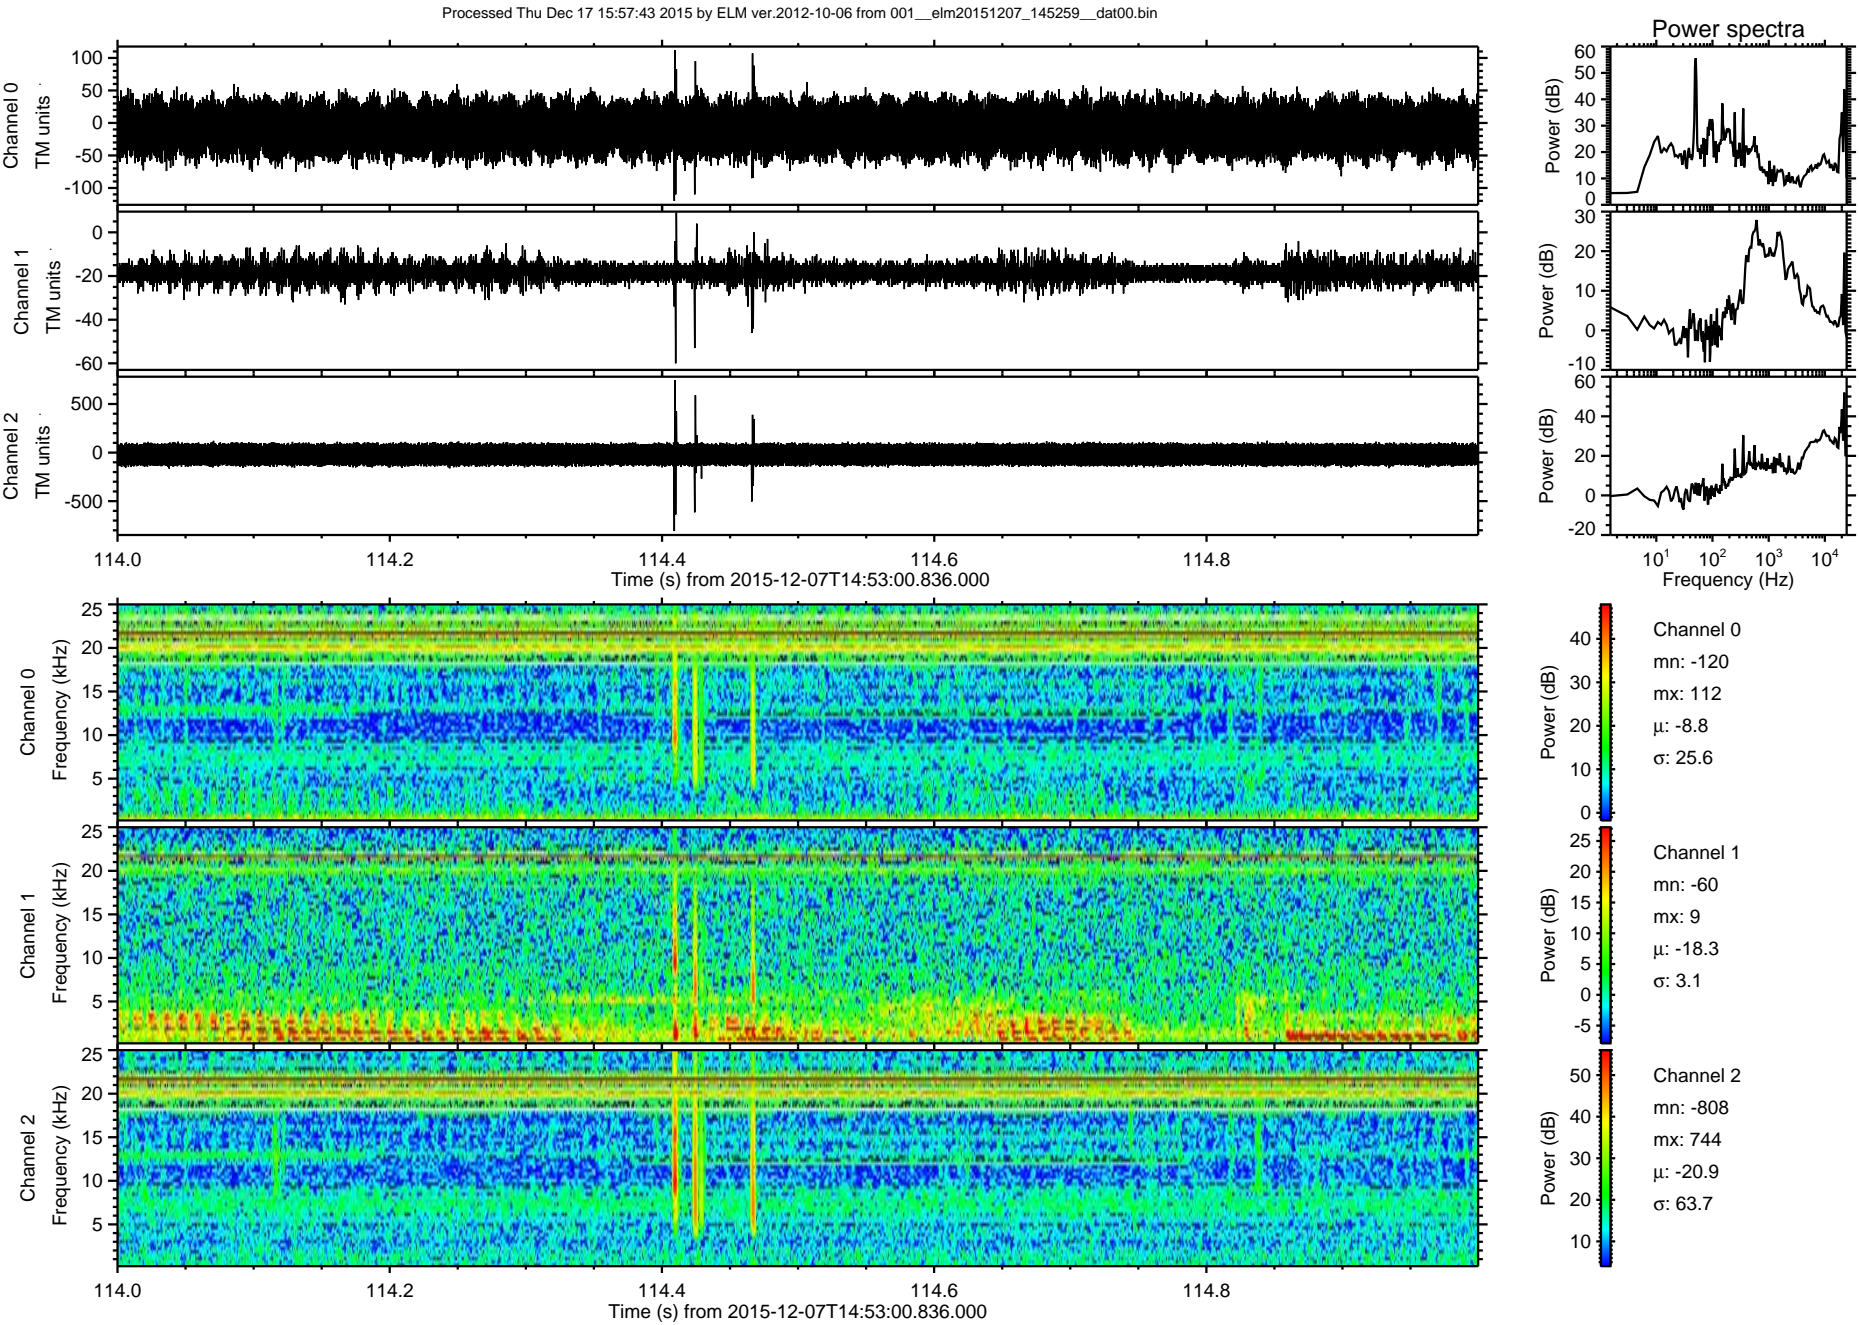 Processed Thu Dec 17 15:57:43 2015 by ELM ver.2012-10-06 from 001__elm20151207_145259__dat00.bin
Power spectra
Channel 0
TM units
100
50
0
-50
-100
Power (dB)
60
50
40
30
20
10
0
Channel 1
TM units
0
-20
-40
-60
Power (dB)
30
20
10
0
-10
Channel 2
TM units
500
0
-500
Power (dB)
60
40
20
0
-20
114.0 114.2 114.4 114.6 114.8
Time (s) from 2015-12-07T14:53:00.836.000
10¹ 10² 10³ 10⁴
Frequency (Hz)
Channel 0
Frequency (kHz)
25
20
15
10
5
Power (dB)
40
30
20
10
0
Channel 0
mn: -120
mx: 112
μ: -8.8
σ: 25.6
Channel 1
Frequency (kHz)
25
20
15
10
5
Power (dB)
25
20
15
10
5
0
-5
Channel 1
mn: -60
mx: 9
μ: -18.3
σ: 3.1
Channel 2
Frequency (kHz)
25
20
15
10
5
Power (dB)
50
40
30
20
10
Channel 2
mn: -808
mx: 744
μ: -20.9
σ: 63.7
114.0 114.2 114.4 114.6 114.8
Time (s) from 2015-12-07T14:53:00.836.000